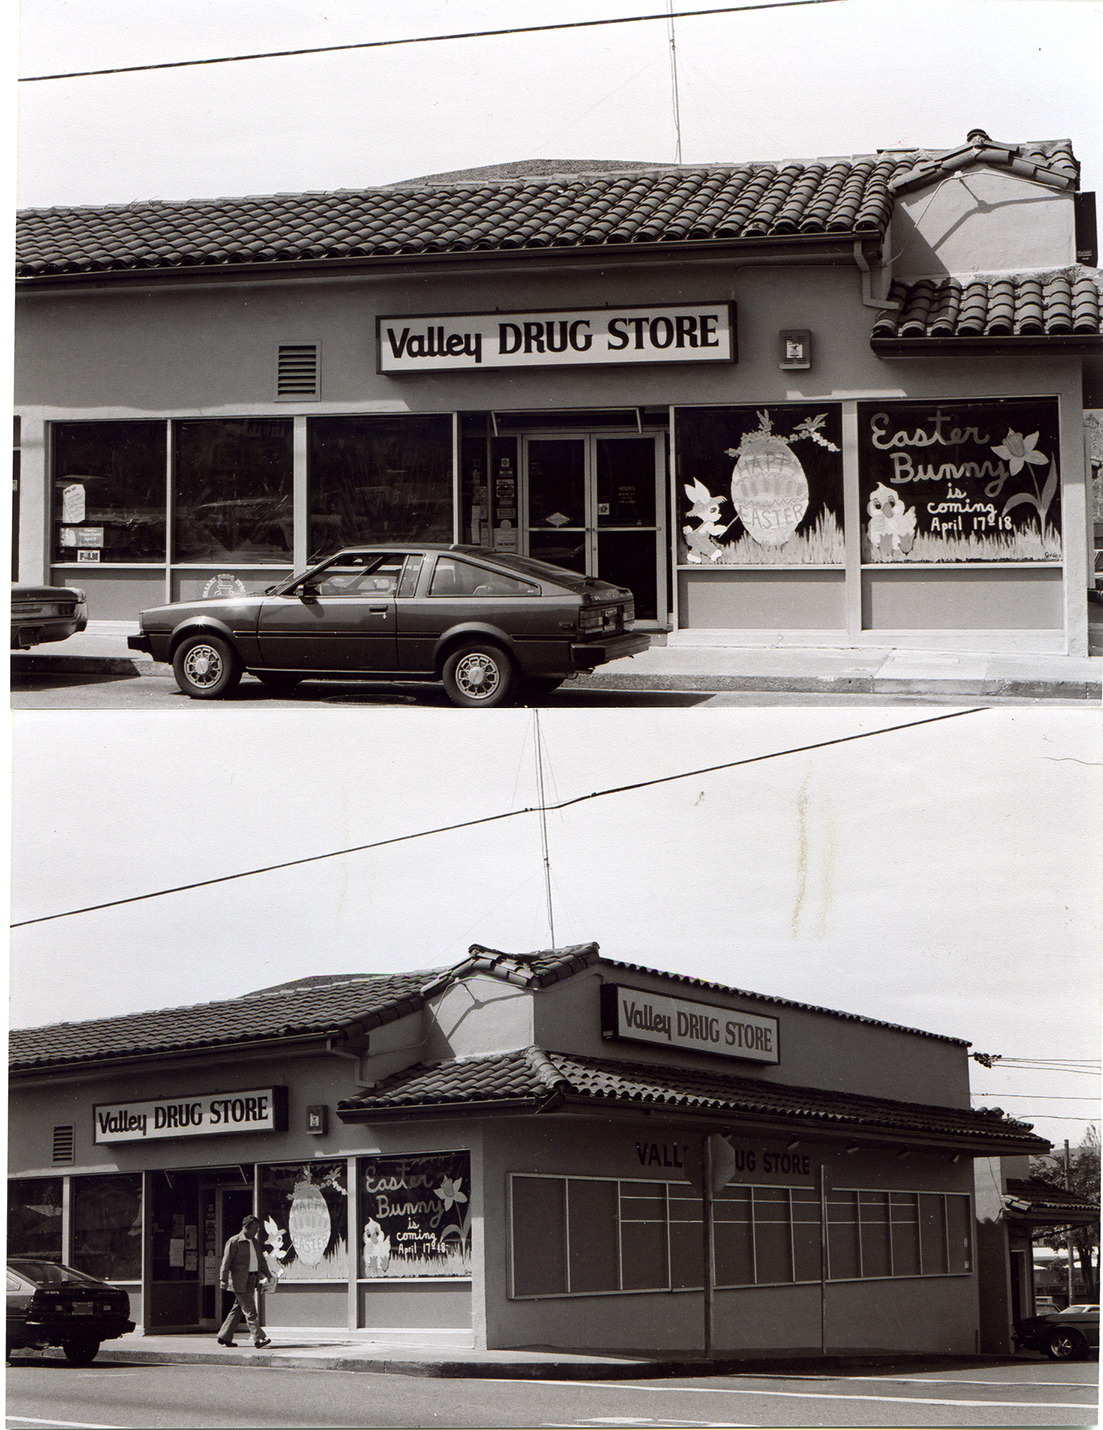 Valley DRUG STORE
HAPPY
EASTER
Easter
Bunny
is
coming
April 17 & 18
FILM
Valley DRUG STORE
Valley DRUG STORE
VALL UG STORE
HAPPY
EASTER
Easter
Bunny
is
coming
April 17 & 18